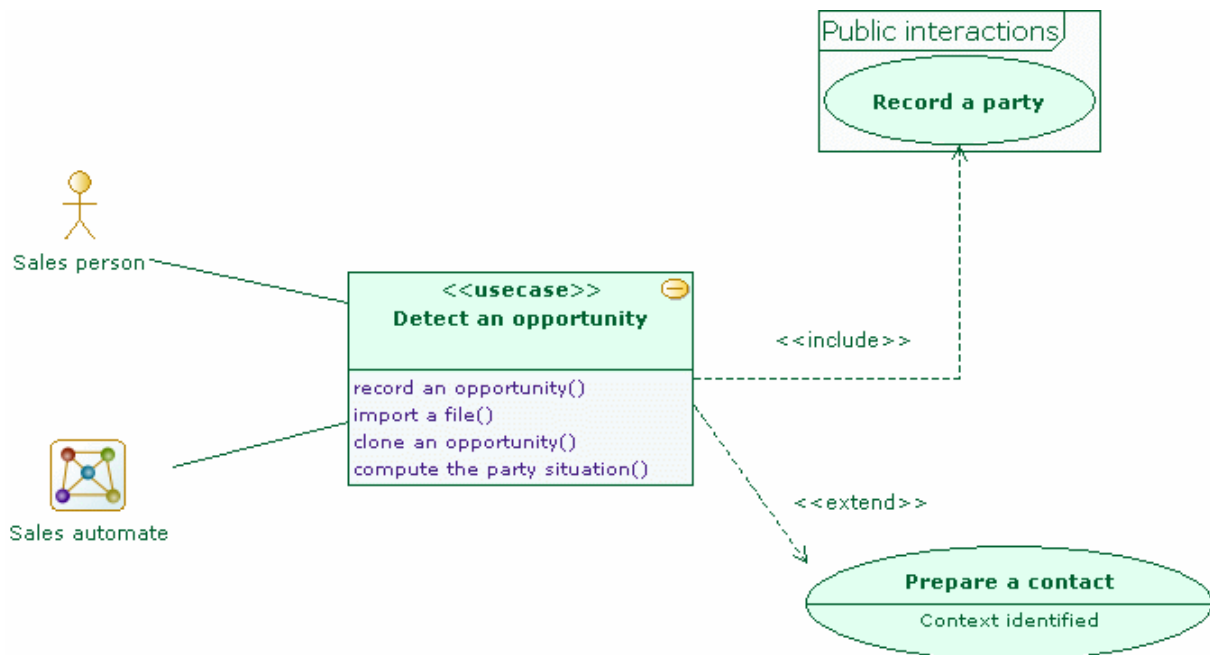 Public interactions
Record a party
Sales person
<<usecase>>
Detect an opportunity
<<include>>
record an opportunity()
import a file()
clone an opportunity()
compute the party situation()
<<extend>>
Sales automate
Prepare a contact
Context identified